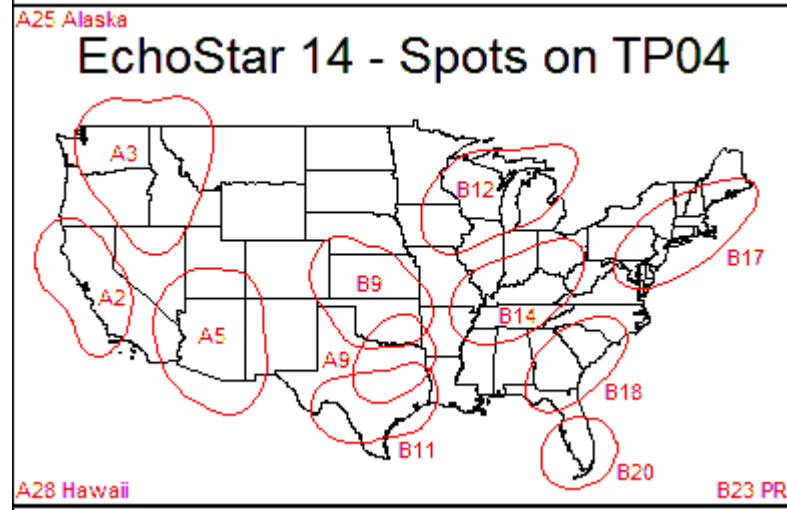 A25 Alaska
EchoStar 14 - Spots on TP04
A3
B12
B17
A2
B9
A5
B14
A9
B18
B11
B20
A28 Hawaii
B23 PR